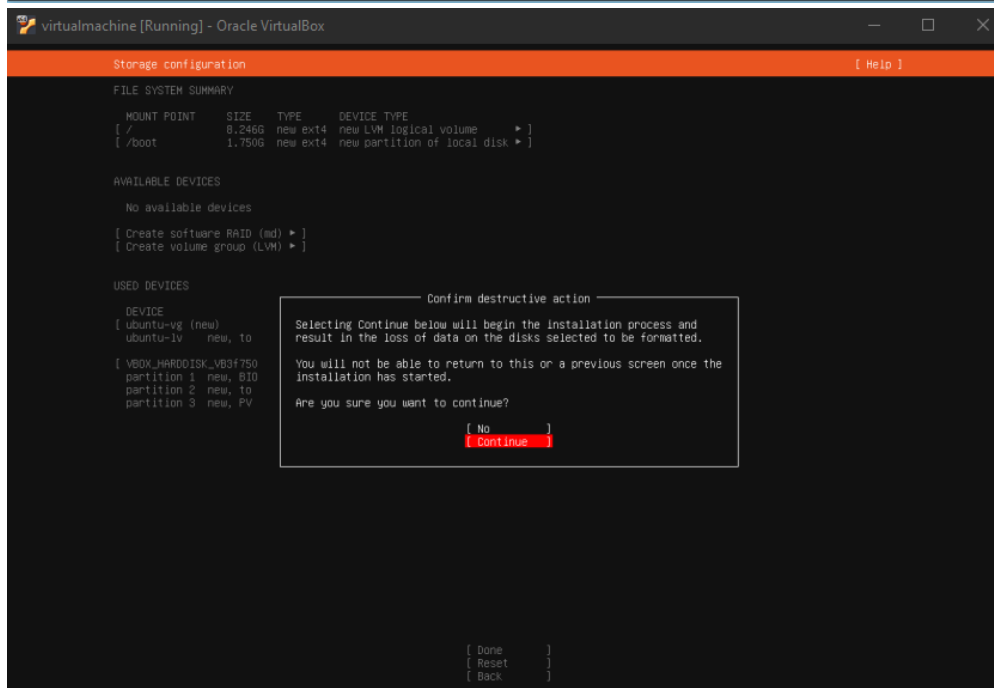 virtualmachine [Running] - Oracle VirtualBox
Storage configuration [ Help ]
FILE SYSTEM SUMMARY
MOUNT POINT SIZE TYPE DEVICE TYPE
[ / 8.246G new ext4 new LVM logical volume ▸ ]
[ /boot 1.750G new ext4 new partition of local disk ▸ ]
AVAILABLE DEVICES
No available devices
[ Create software RAID (md) ▸ ]
[ Create volume group (LVM) ▸ ]
USED DEVICES
DEVICE
[ ubuntu-vg (new)
ubuntu-lv new, to
[ VBOX_HARDDISK_VB3f750
partition 1 new, BIO
partition 2 new, to
partition 3 new, PV
Confirm destructive action
Selecting Continue below will begin the installation process and
result in the loss of data on the disks selected to be formatted.
You will not be able to return to this or a previous screen once the
installation has started.
Are you sure you want to continue?
[ No ]
[ Continue ]
[ Done ]
[ Reset ]
[ Back ]